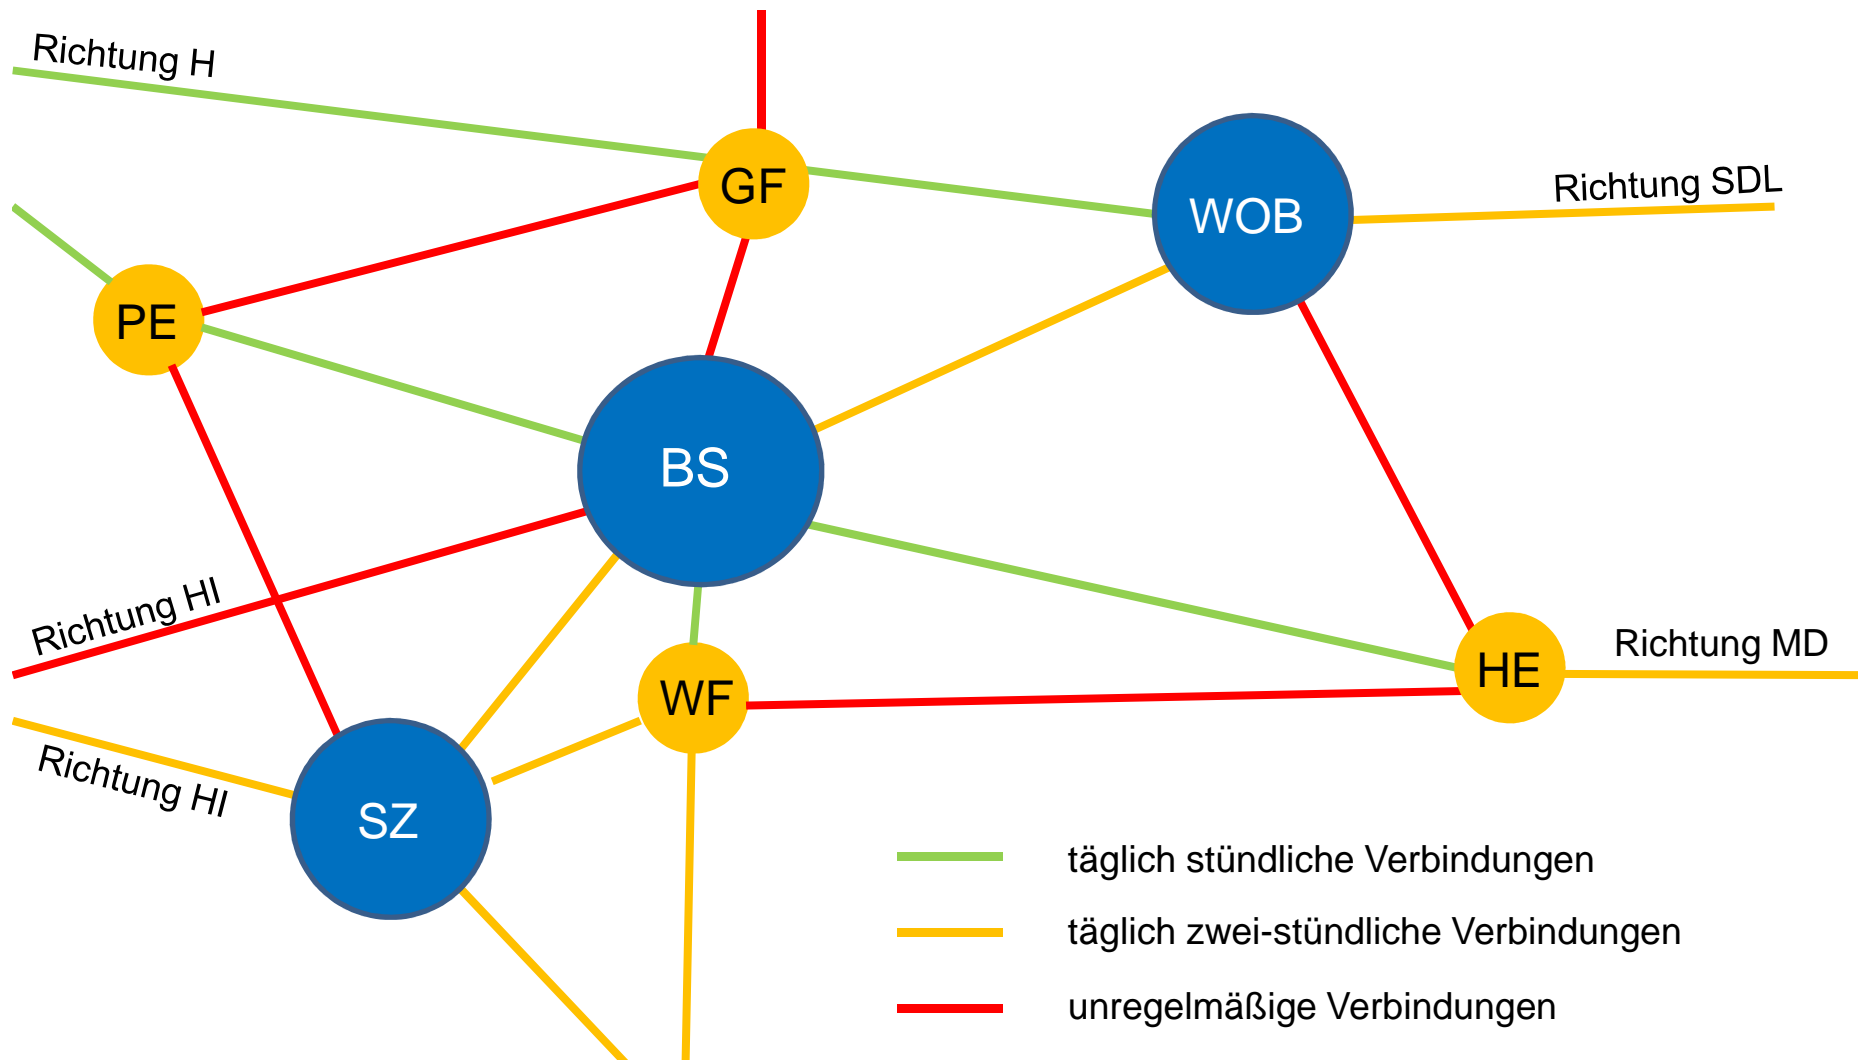 Richtung H
GF
Richtung SDL
WOB
PE
BS
Richtung HI
Richtung MD
HE
WF
Richtung HI
SZ
täglich stündliche Verbindungen
täglich zwei-stündliche Verbindungen
unregelmäßige Verbindungen